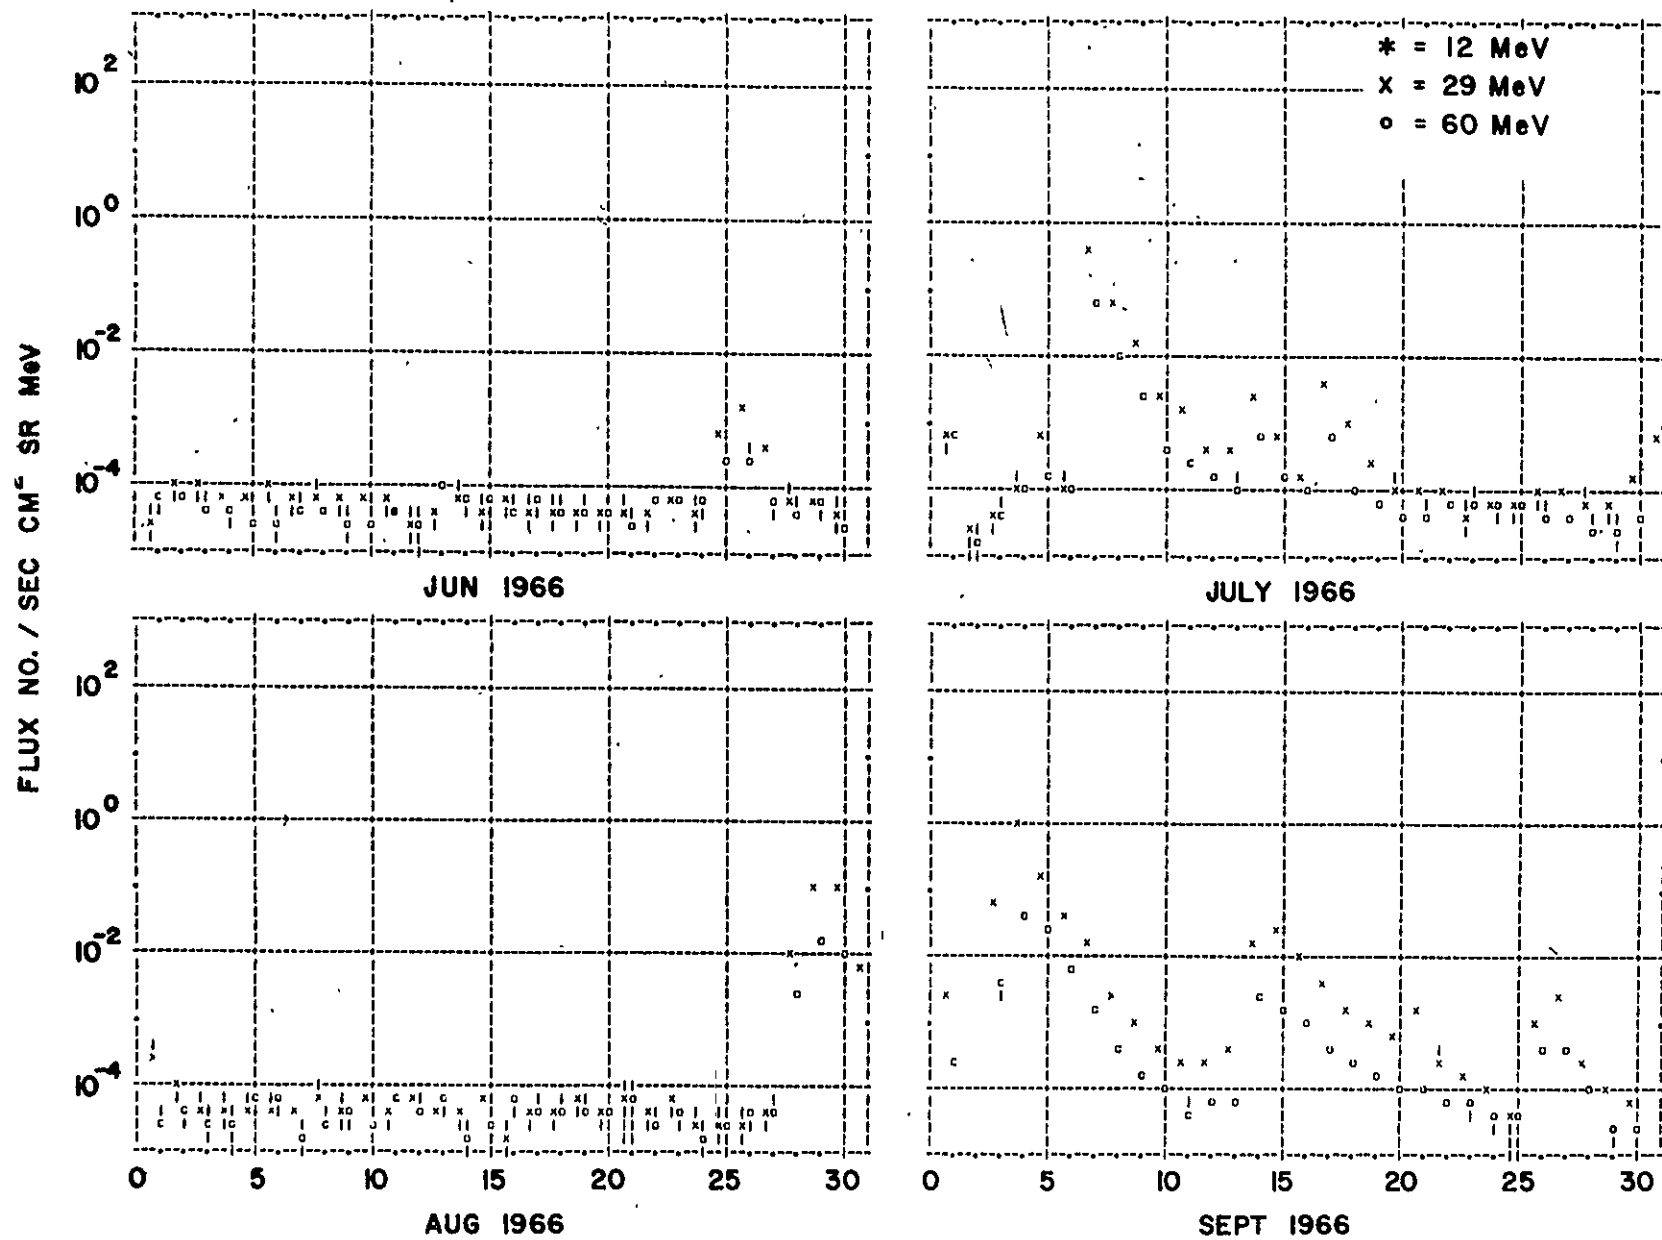 FLUX NO. / SEC CM² SR MeV
10²
10⁰
10⁻²
10⁻⁴
* = 12 MeV
x = 29 MeV
o = 60 MeV
JUN 1966
JULY 1966
10²
10⁰
10⁻²
10⁻⁴
0 5 10 15 20 25 30
0 5 10 15 20 25 30
AUG 1966
SEPT 1966